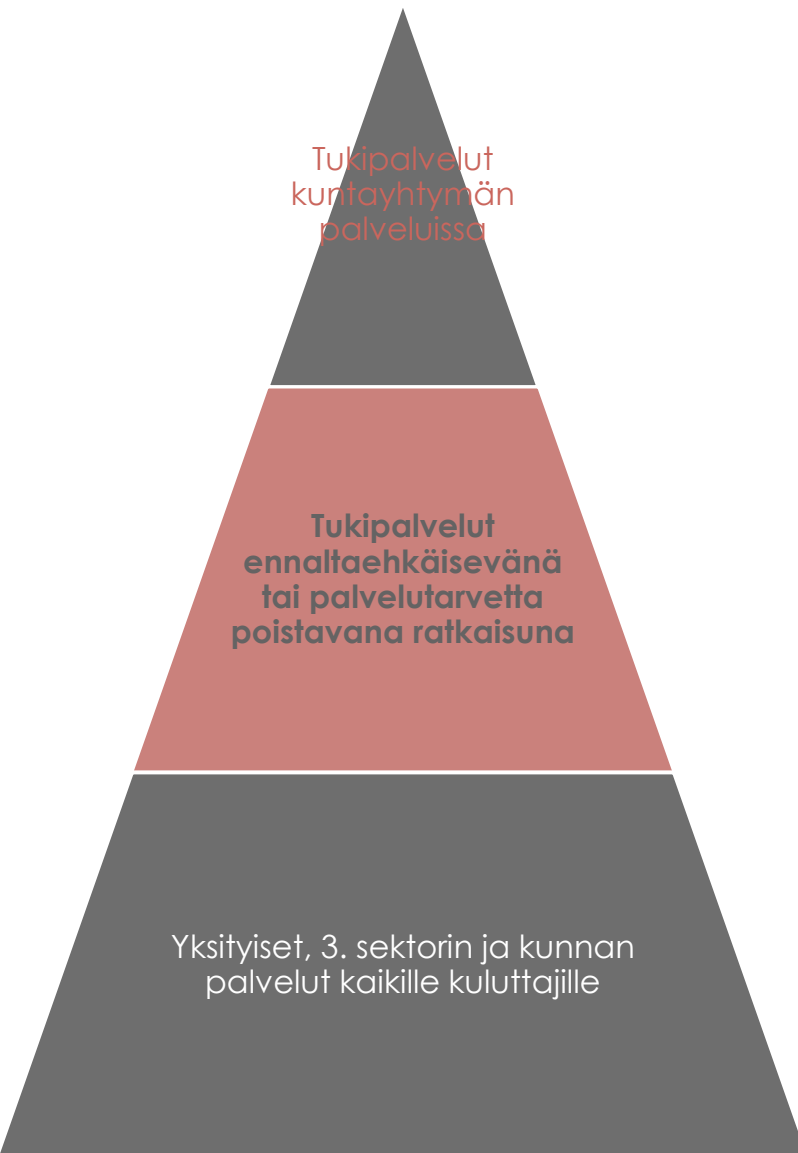 Tukipalvelut
kuntayhtymän
palveluissa
Tukipalvelut
ennaltaehkäisevänä
tai palvelutarvetta
poistavana ratkaisuna
Yksityiset, 3. sektorin ja kunnan
palvelut kaikille kuluttajille